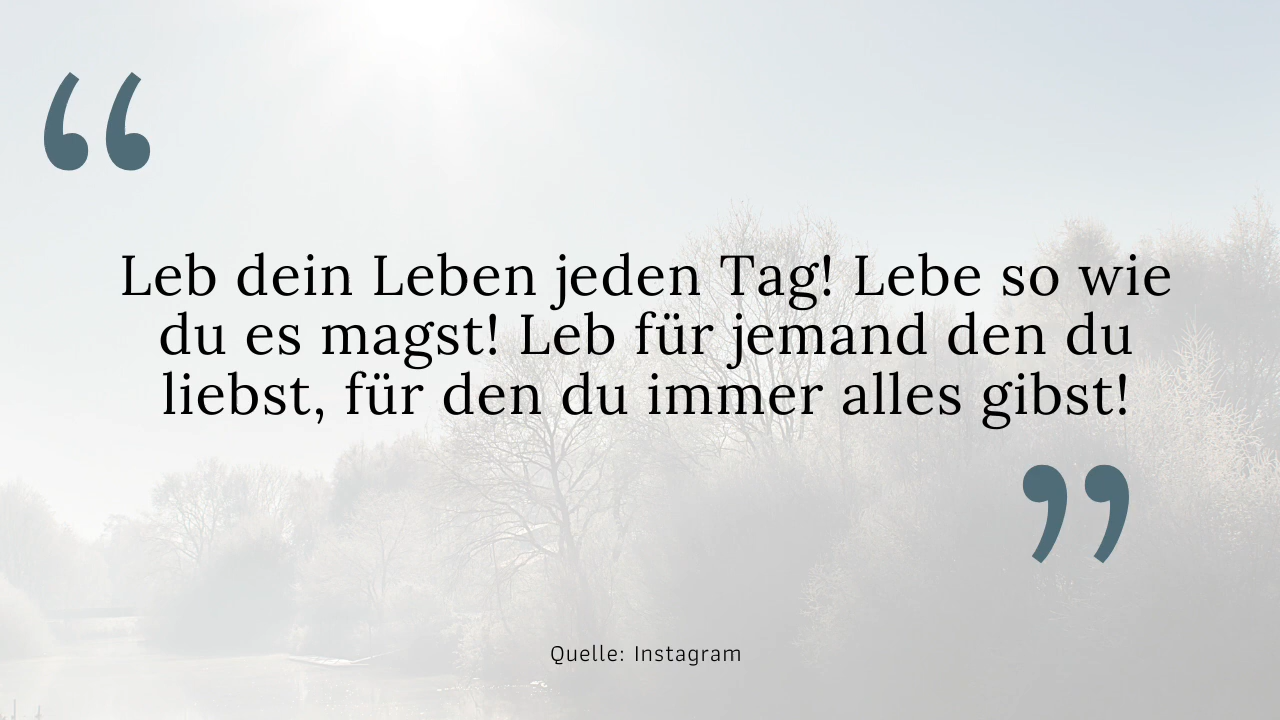 “
Leb dein Leben jeden Tag! Lebe so wie
du es magst! Leb für jemand den du
liebst, für den du immer alles gibst!
”
Quelle: Instagram